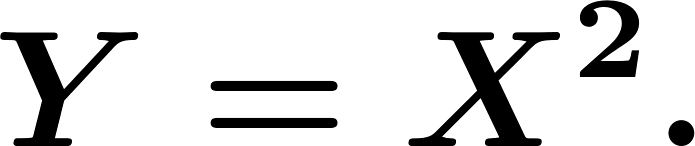 Y = X².